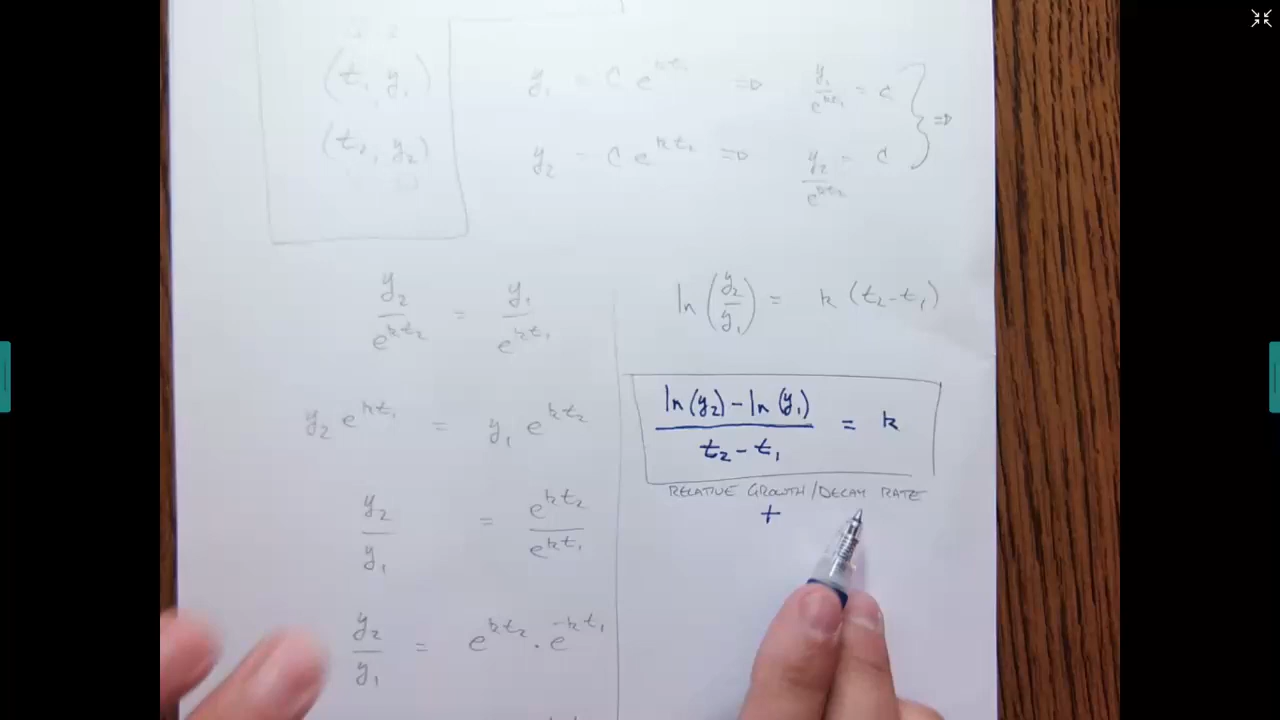 (t₁, y₁)
(t₂, y₂)
y₁ = C e^{kt₁} ⇒ y₁/e^{kt₁} = C
y₂ = C e^{kt₂} ⇒ y₂/e^{kt₂} = C } ⇒
y₂/e^{kt₂} = y₁/e^{kt₁}
y₂ e^{kt₁} = y₁ e^{kt₂}
y₂/y₁ = e^{kt₂}/e^{kt₁}
y₂/y₁ = e^{kt₂} · e^{-kt₁}
ln(y₂/y₁) = k (t₂-t₁)
(ln(y₂) - ln(y₁))/(t₂ - t₁) = k
RELATIVE GROWTH/DECAY RATE
+